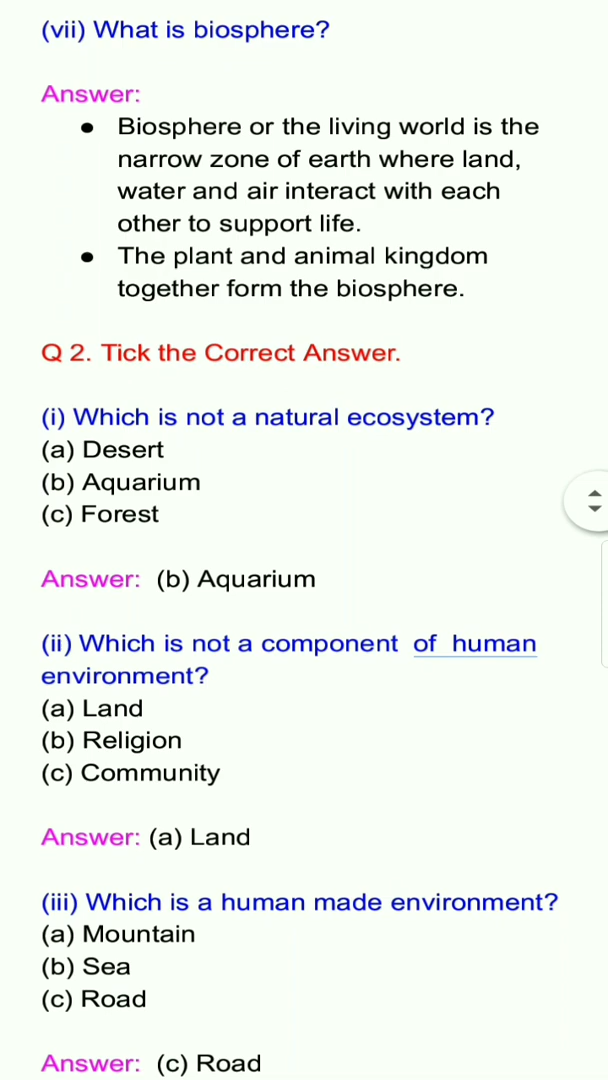 (vii) What is biosphere?
Answer:
● Biosphere or the living world is the
narrow zone of earth where land,
water and air interact with each
other to support life.
● The plant and animal kingdom
together form the biosphere.
Q 2. Tick the Correct Answer.
(i) Which is not a natural ecosystem?
(a) Desert
(b) Aquarium
(c) Forest
Answer: (b) Aquarium
(ii) Which is not a component of human
environment?
(a) Land
(b) Religion
(c) Community
Answer: (a) Land
(iii) Which is a human made environment?
(a) Mountain
(b) Sea
(c) Road
Answer: (c) Road